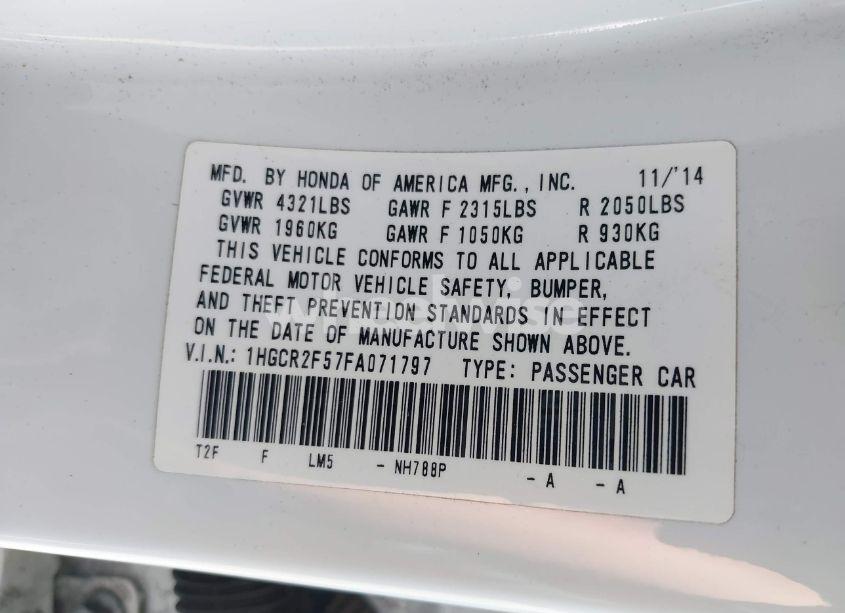 MFD. BY HONDA OF AMERICA MFG., INC. 11/'14
GVWR 4321LBS GAWR F 2315LBS R 2050LBS
GVWR 1960KG GAWR F 1050KG R 930KG
THIS VEHICLE CONFORMS TO ALL APPLICABLE
FEDERAL MOTOR VEHICLE SAFETY, BUMPER,
AND THEFT PREVENTION STANDARDS IN EFFECT
ON THE DATE OF MANUFACTURE SHOWN ABOVE.
V.I.N.: 1HGCR2F57FA071797 TYPE: PASSENGER CAR
T2F F LM5 - NH788P - A - A